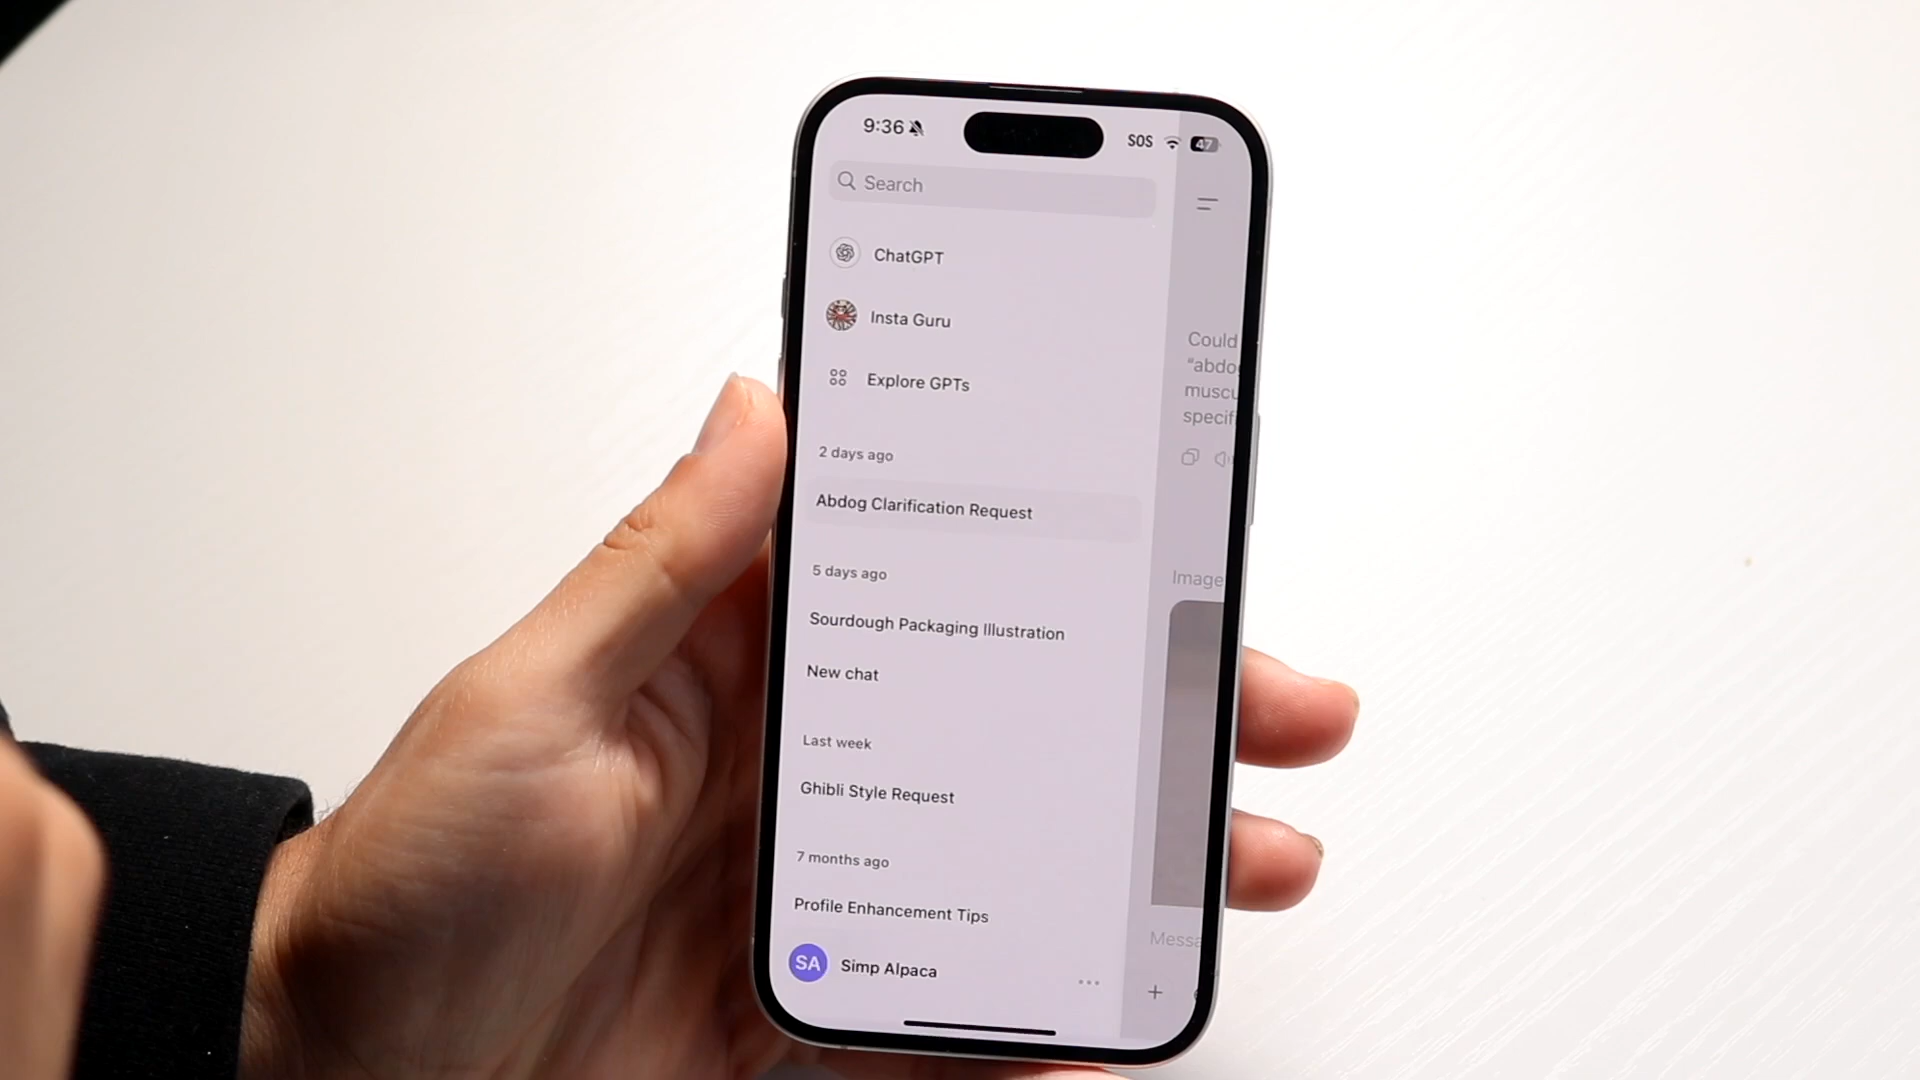 9:36
SOS
47
Search
ChatGPT
Insta Guru
Explore GPTs
2 days ago
Abdog Clarification Request
5 days ago
Sourdough Packaging Illustration
New chat
Last week
Ghibli Style Request
7 months ago
Profile Enhancement Tips
SA
Simp Alpaca
Could
“abdo
muscu
specif
Image
Messa